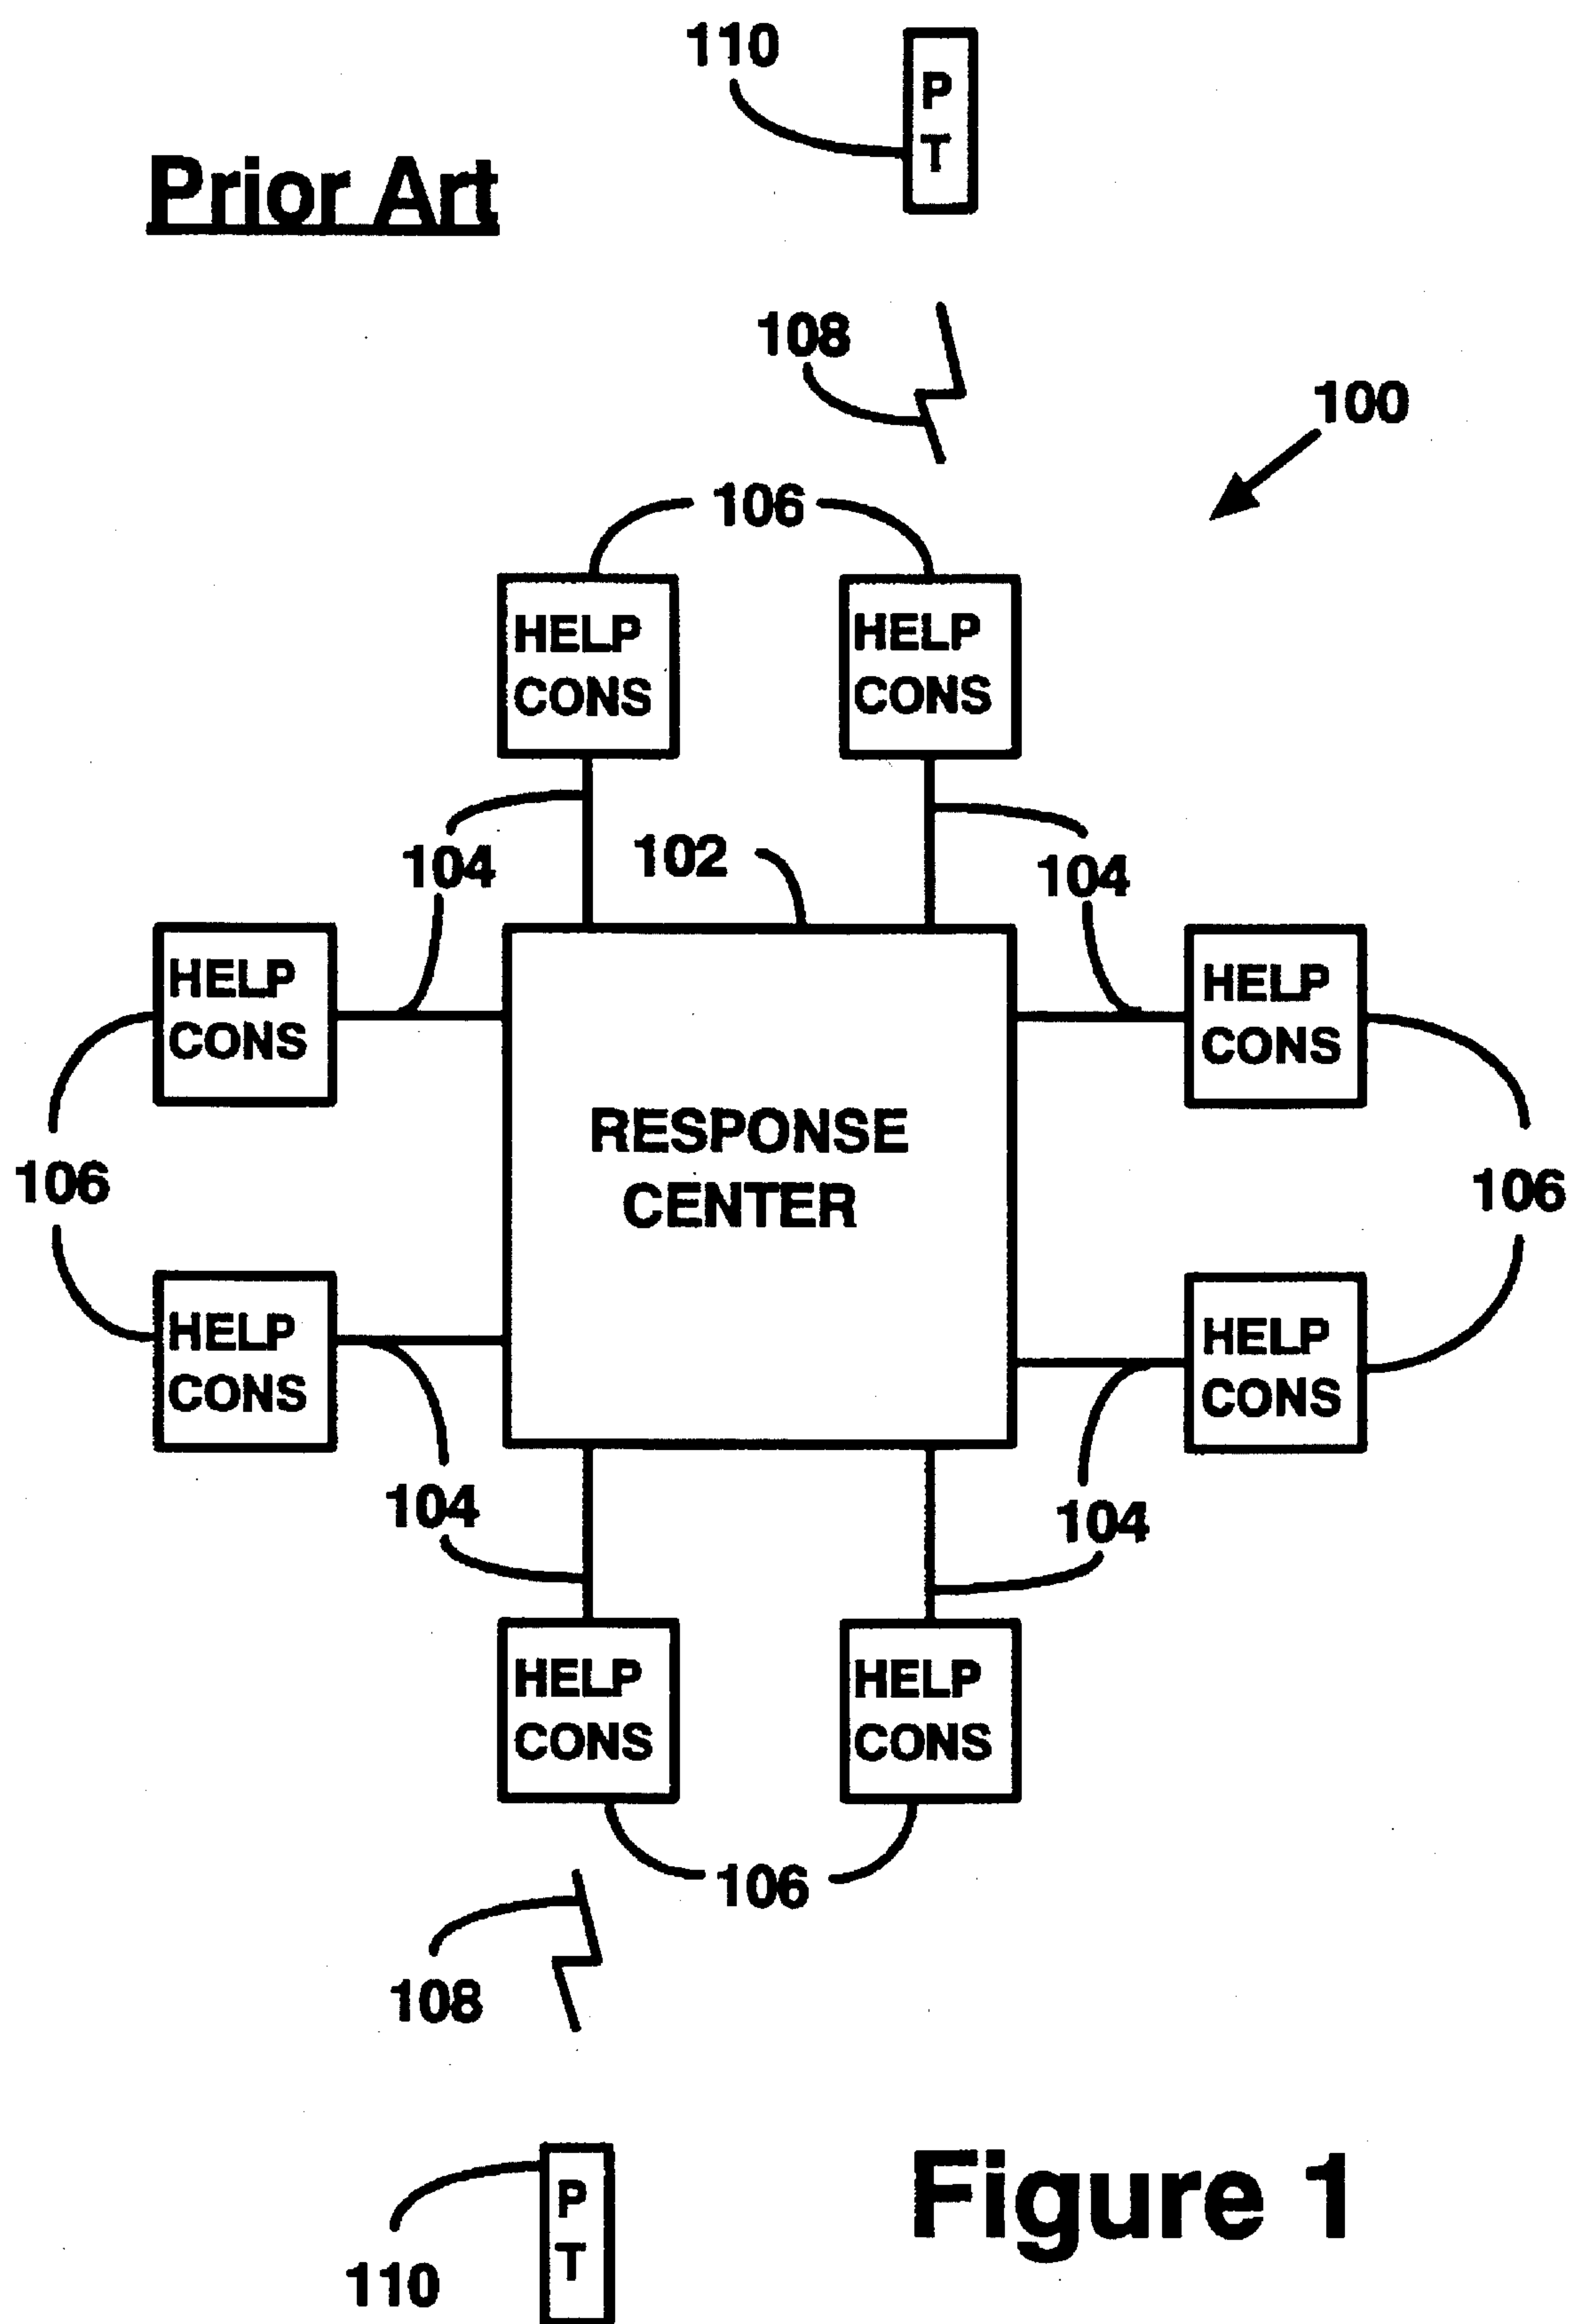 110
P
T
Prior Art
108
100
106
HELP
CONS
HELP
CONS
104
102
104
HELP
CONS
HELP
CONS
RESPONSE
CENTER
106
106
HELP
CONS
HELP
CONS
104
104
HELP
CONS
HELP
CONS
106
108
P
T
110
Figure 1